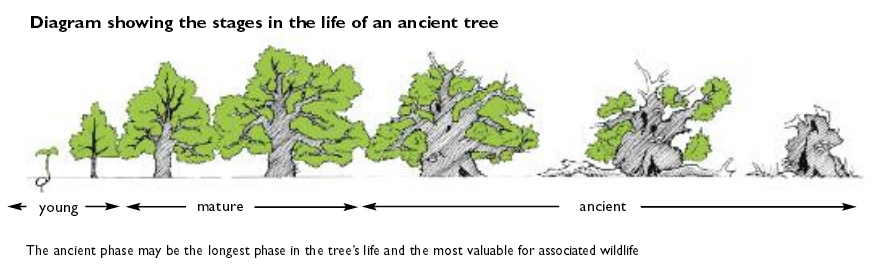 Diagram showing the stages in the life of an ancient tree
young
mature
ancient
The ancient phase may be the longest phase in the tree's life and the most valuable for associated wildlife